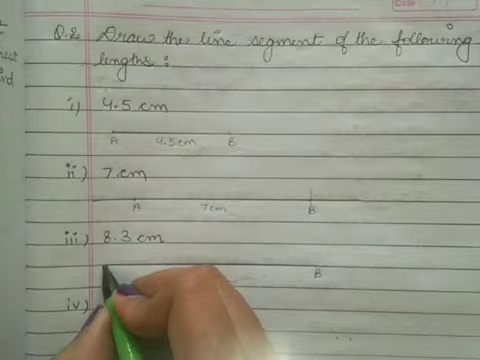 Date:
Q.2. Draw the line segment of the following
lengths:
i) 4.5 cm
A 4.5cm B
ii) 7 cm
A 7cm B
iii) 8.3 cm
B
iv)